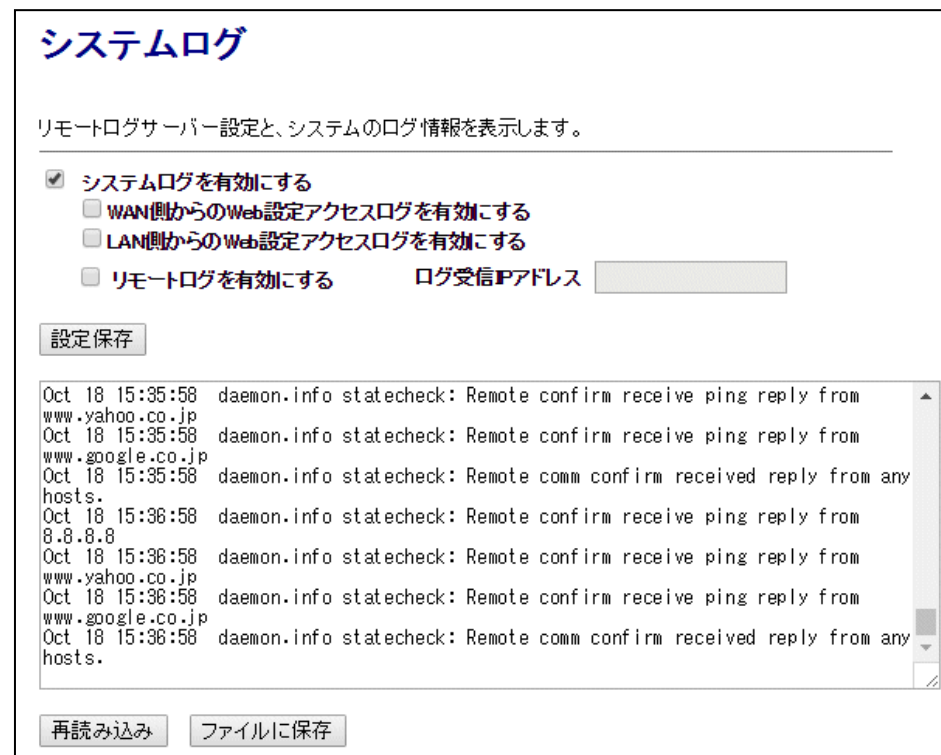 システムログ
リモートログサーバー設定と、システムのログ情報を表示します。
システムログを有効にする
WAN側からのWeb設定アクセスログを有効にする
LAN側からのWeb設定アクセスログを有効にする
リモートログを有効にする ログ受信IPアドレス
設定保存
Oct 18 15:35:58 daemon.info statecheck: Remote confirm receive ping reply from
www.yahoo.co.jp
Oct 18 15:35:58 daemon.info statecheck: Remote confirm receive ping reply from
www.google.co.jp
Oct 18 15:35:58 daemon.info statecheck: Remote comm confirm received reply from any
hosts.
Oct 18 15:36:58 daemon.info statecheck: Remote confirm receive ping reply from
8.8.8.8
Oct 18 15:36:58 daemon.info statecheck: Remote confirm receive ping reply from
www.yahoo.co.jp
Oct 18 15:36:58 daemon.info statecheck: Remote confirm receive ping reply from
www.google.co.jp
Oct 18 15:36:58 daemon.info statecheck: Remote comm confirm received reply from any
hosts.
再読み込み ファイルに保存